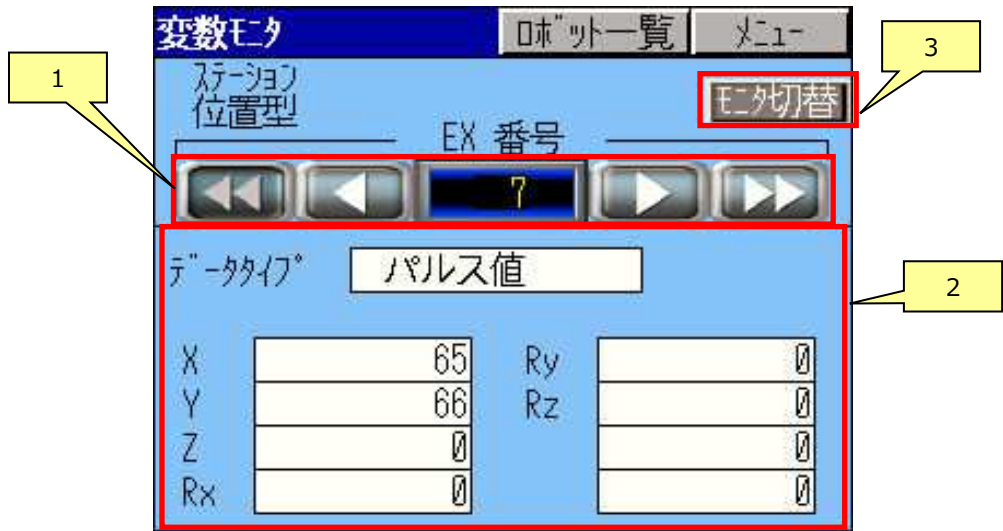 変数ﾓﾆﾀ ﾛﾎﾞｯﾄ一覧 ﾒﾆｭｰ
1
3
ｽﾃｰｼｮﾝ
位置型
ﾓﾆﾀ切替
EX 番号
7
ﾃﾞｰﾀﾀｲﾌﾟ パルス値
2
X 65 Ry 0
Y 66 Rz 0
Z 0 0
Rx 0 0